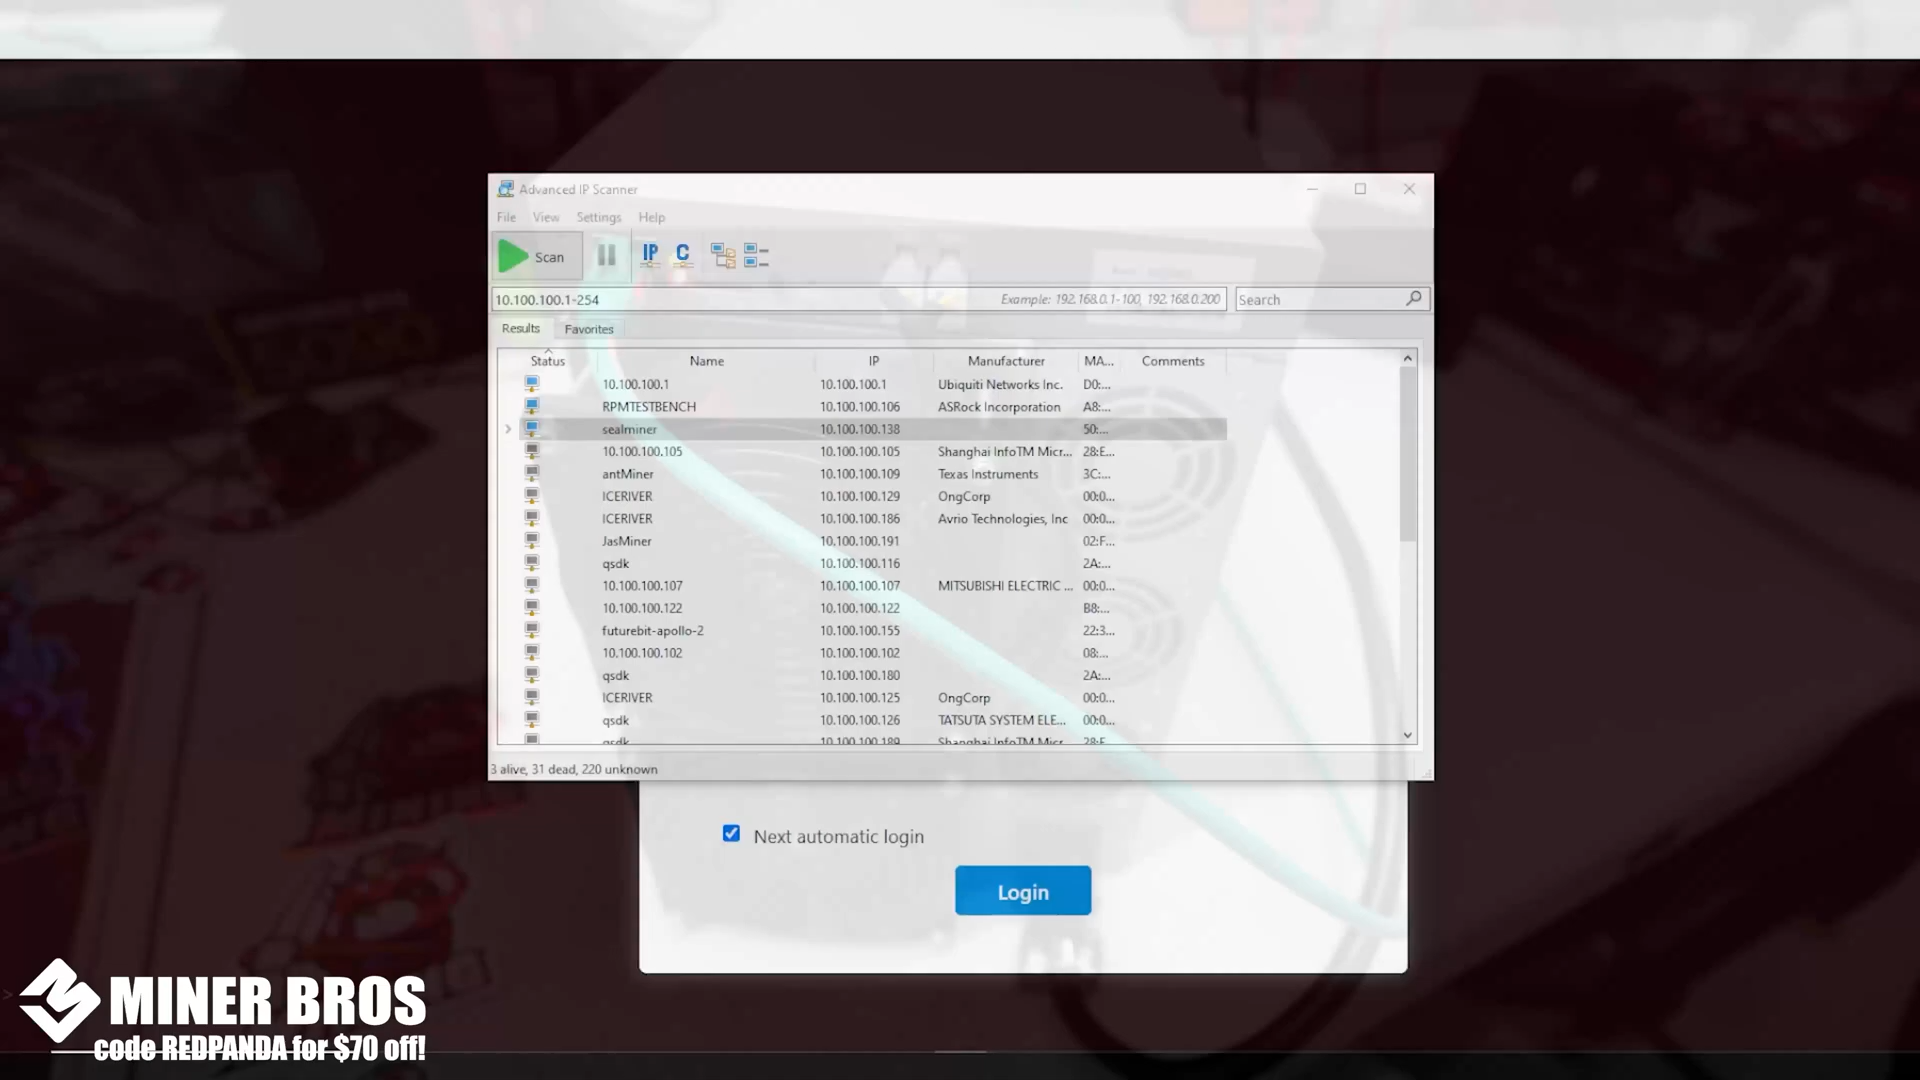 Advanced IP Scanner
File View Settings Help
Scan IP C
10.100.100.1-254 Example: 192.168.0.1-100, 192.168.0.200 Search
Results Favorites
Status Name IP Manufacturer MA... Comments
10.100.100.1 10.100.100.1 Ubiquiti Networks Inc. D0:...
RPMTESTBENCH 10.100.100.106 ASRock Incorporation A8:...
sealminer 10.100.100.138 50:...
10.100.100.105 10.100.100.105 Shanghai InfoTM Micr... 28:E...
antMiner 10.100.100.109 Texas Instruments 3C:...
ICERIVER 10.100.100.129 OngCorp 00:0...
ICERIVER 10.100.100.186 Avrio Technologies, Inc 00:0...
JasMiner 10.100.100.191 02:F...
qsdk 10.100.100.116 2A:...
10.100.100.107 10.100.100.107 MITSUBISHI ELECTRIC ... 00:0...
10.100.100.122 10.100.100.122 B8:...
futurebit-apollo-2 10.100.100.155 22:3...
10.100.100.102 10.100.100.102 08:...
qsdk 10.100.100.180 2A:...
ICERIVER 10.100.100.125 OngCorp 00:0...
qsdk 10.100.100.126 TATSUTA SYSTEM ELE... 00:0...
qsdk 10.100.100.189 Shanghai InfoTM Micr... 28:E...
3 alive, 31 dead, 220 unknown
Next automatic login
Login
MINER BROS
code REDPANDA for $70 off!